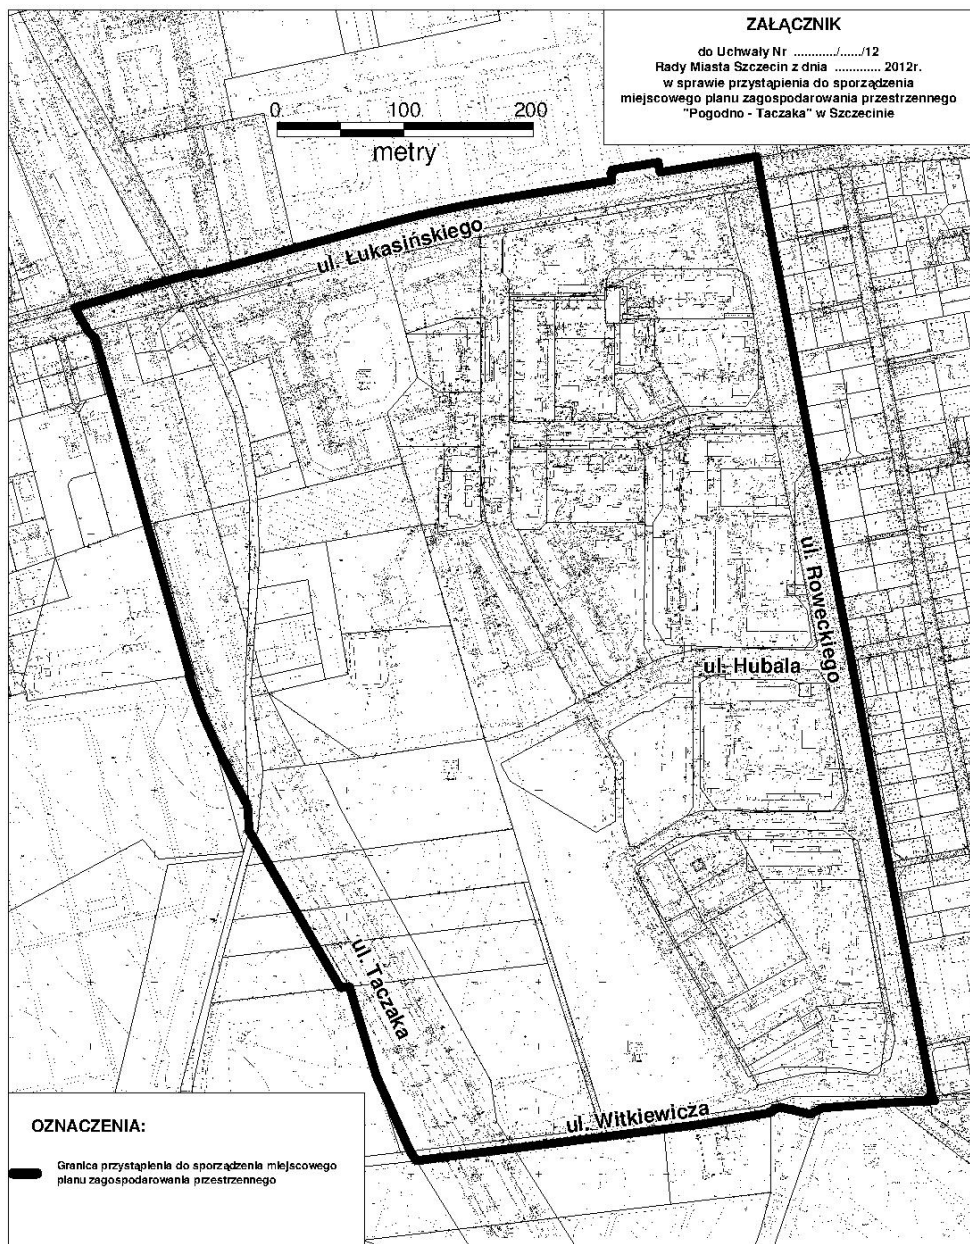 ZAŁĄCZNIK
do Uchwały Nr ............/....../12
Rady Miasta Szczecin z dnia ............ 2012r.
w sprawie przystąpienia do sporządzenia
miejscowego planu zagospodarowania przestrzennego
"Pogodno - Taczaka" w Szczecinie
0 100 200
metry
ul. Łukasińskiego
ul. Roweckiego
ul. Hubala
ul. Taczaka
ul. Witkiewicza
OZNACZENIA:
Granica przystąpienia do sporządzenia miejscowego
planu zagospodarowania przestrzennego